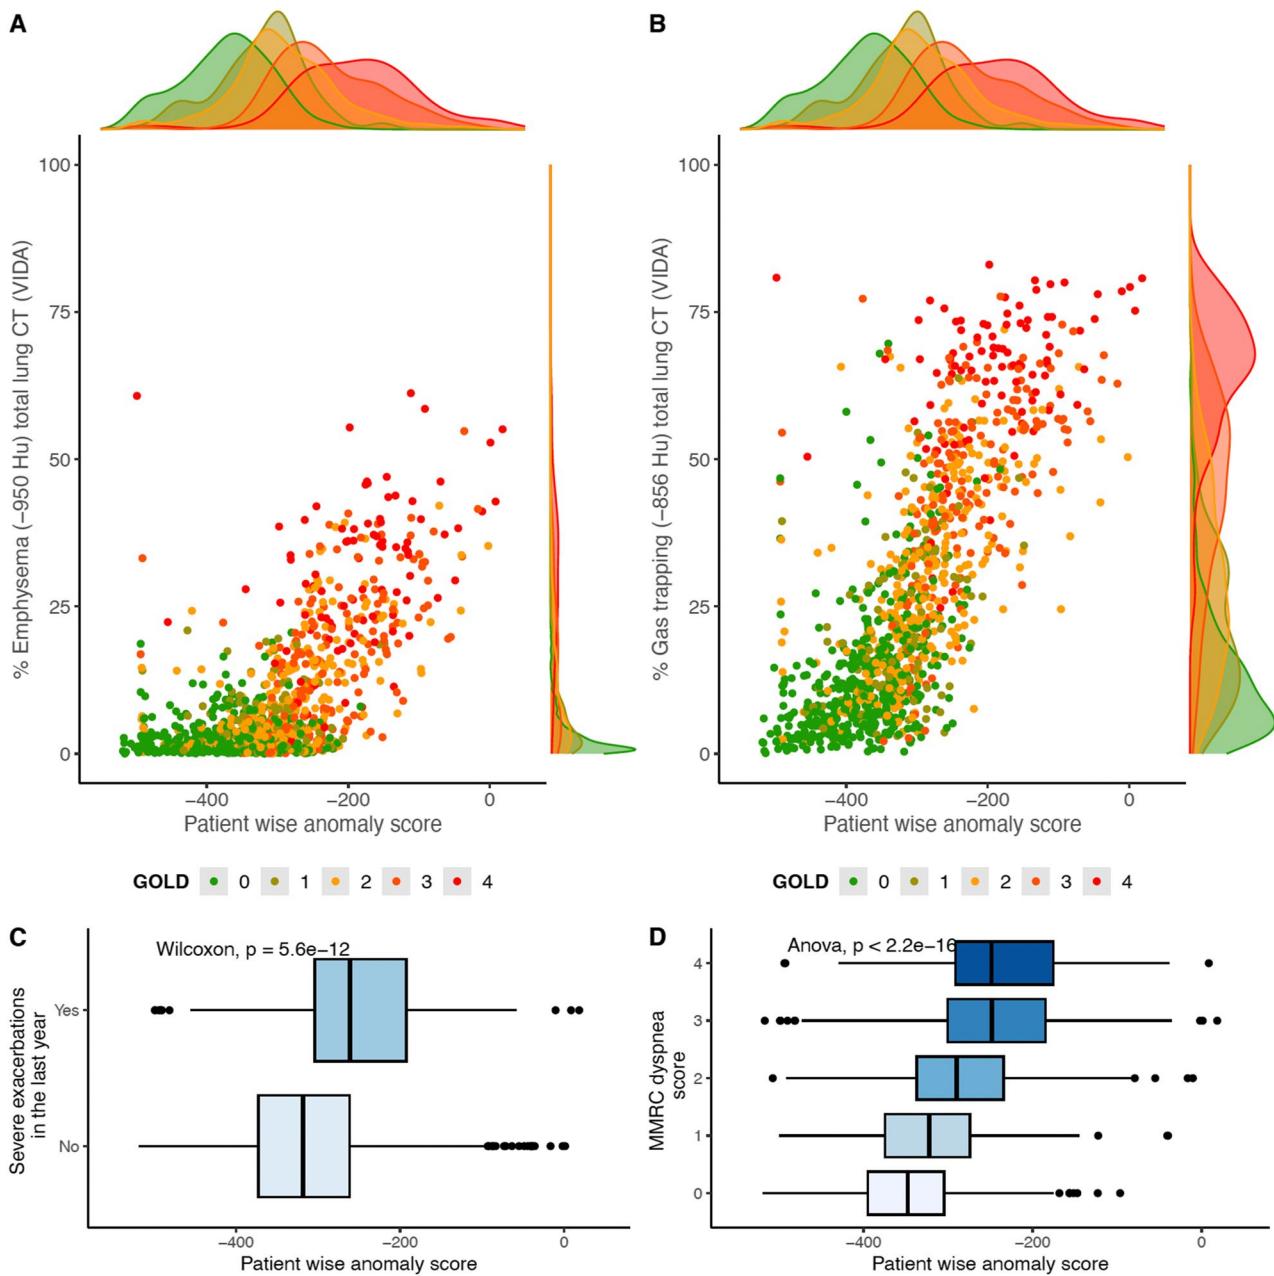 A
B
100
75
50
25
0
% Emphysema (−950 Hu) total lung CT (VIDA)
−400
−200
0
Patient wise anomaly score
GOLD 0 1 2 3 4
100
75
50
25
0
% Gas trapping (−856 Hu) total lung CT (VIDA)
−400
−200
0
Patient wise anomaly score
GOLD 0 1 2 3 4
C
Wilcoxon, p = 5.6e−12
Severe exacerbations
in the last year
Yes
No
−400
−200
0
Patient wise anomaly score
D
Anova, p < 2.2e−16
MMRC dyspnea
score
4
3
2
1
0
−400
−200
0
Patient wise anomaly score